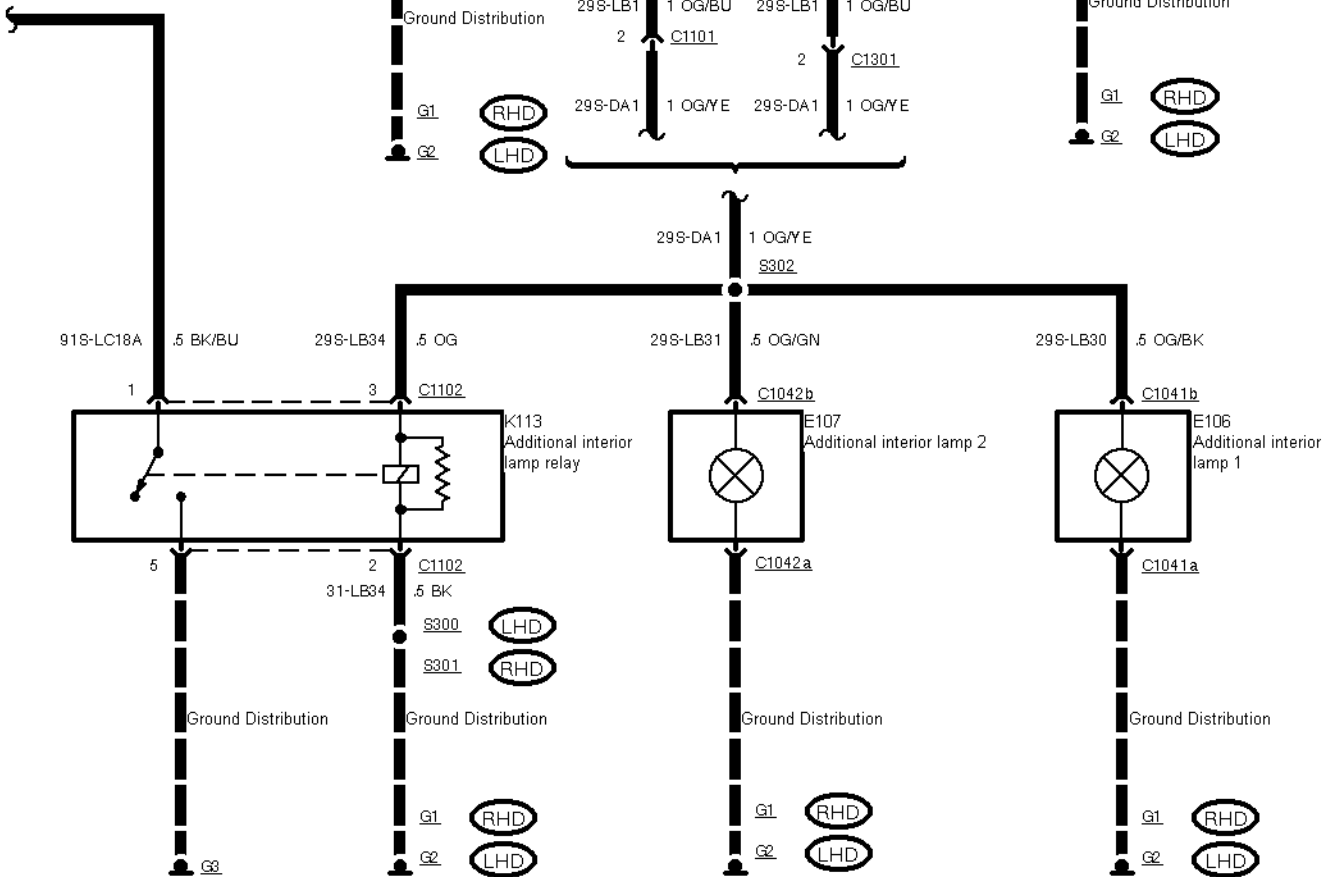 29S-LB1 1 OG/BU 29S-LB1 1 OG/BU
Ground Distribution
Ground Distribution
2 C1101
2 C1301
29S-DA1 1 OG/YE 29S-DA1 1 OG/YE
G1 RHD
G2 LHD
G1 RHD
G2 LHD
29S-DA1 1 OG/YE
S302
91S-LC18A .5 BK/BU 29S-LB34 .5 OG 29S-LB31 .5 OG/GN 29S-LB30 .5 OG/BK
1 3 C1102 C1042b C1041b
K113
Additional interior
lamp relay
E107
Additional interior lamp 2
E106
Additional interior
lamp 1
5 2 C1102 C1042a C1041a
31-LB34 .5 BK
S300 LHD
S301 RHD
Ground Distribution Ground Distribution Ground Distribution Ground Distribution
G1 RHD G1 RHD G1 RHD
G3 G2 LHD G2 LHD G2 LHD